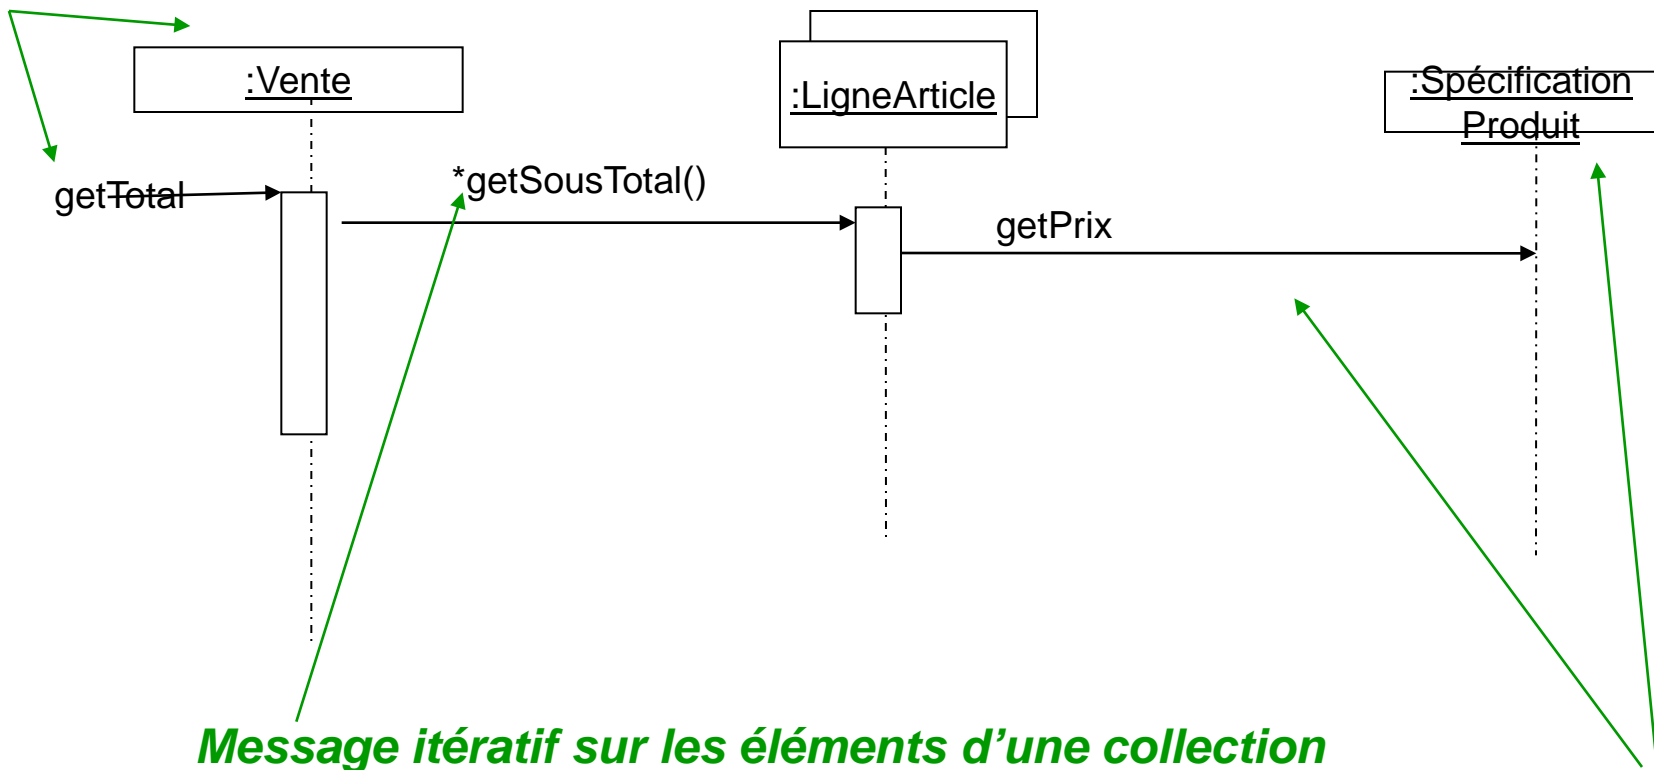 :Vente
:LigneArticle
:Spécification
Produit
getTotal
*getSousTotal()
getPrix
Message itératif sur les éléments d’une collection